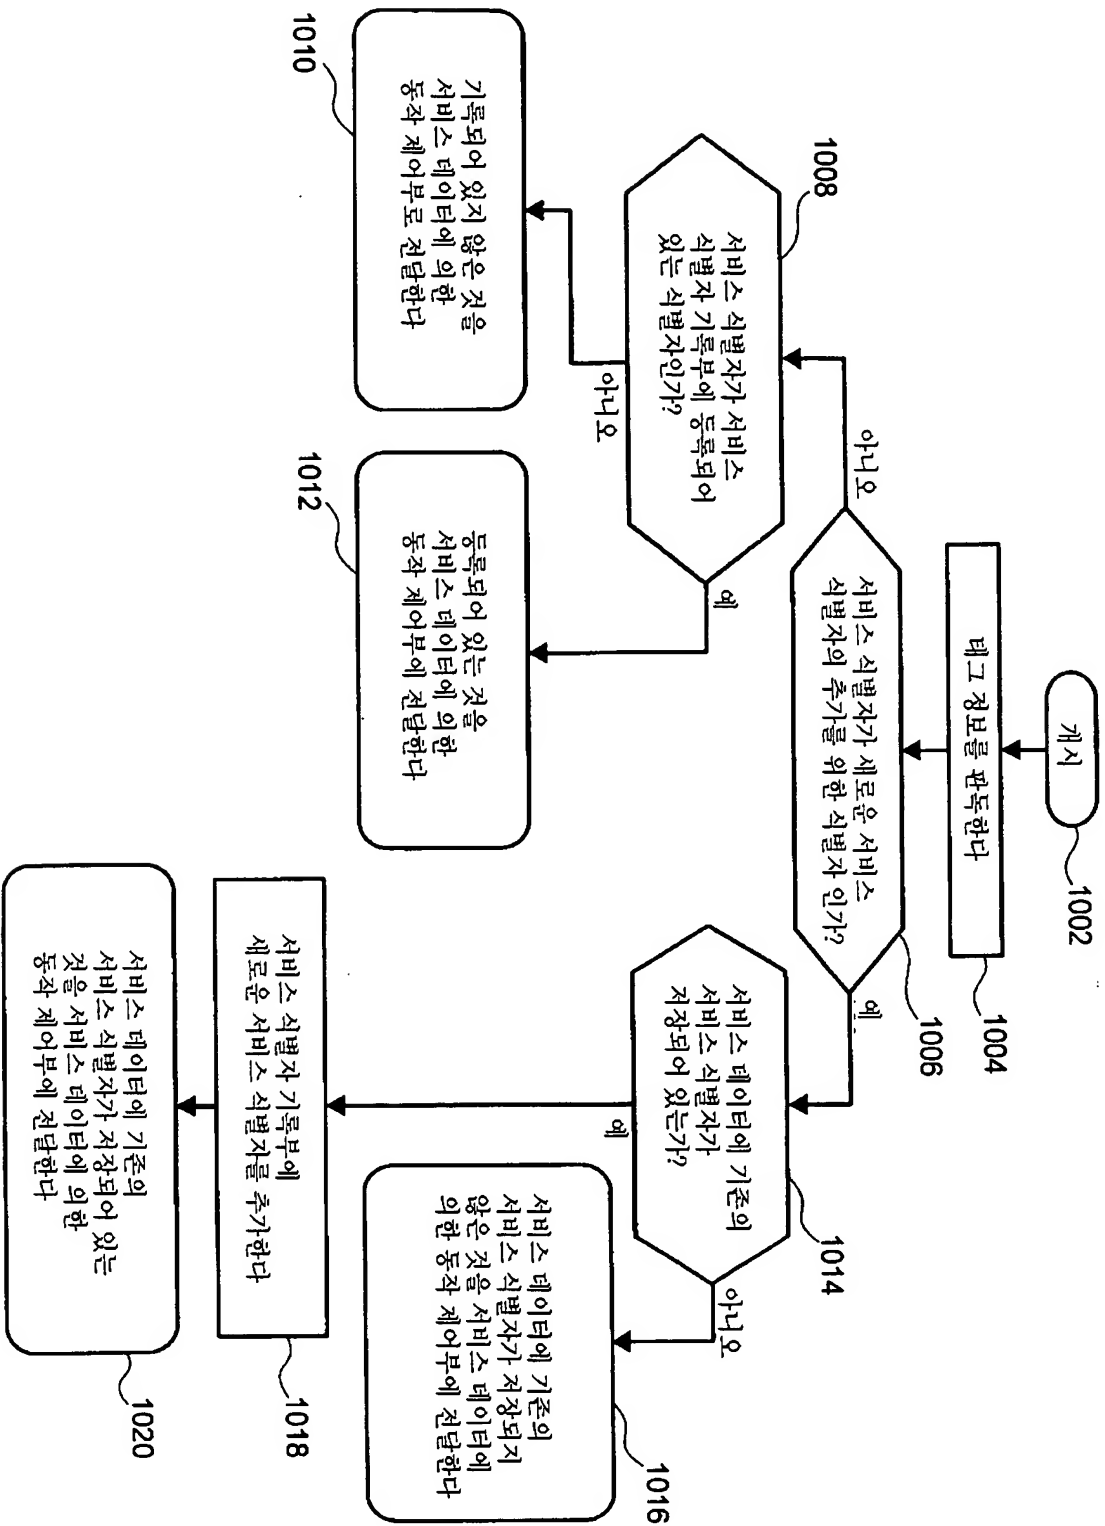 개시
1002
태그 정보를 판독한다
1004
서비스 식별자가 새로운 서비스
식별자의 추가를 위한 식별자 인가?
1006
아니오
예
서비스 식별자가 서비스
식별자 기록부에 등록되어
있는 식별자인가?
1008
아니오
예
기록되어 있지 않은 것을
서비스 데이터에 의한
동작 제어부로 전달한다
1010
등록되어 있는 것을
서비스 데이터에 의한
동작 제어부에 전달한다
1012
서비스 데이터에 기존의
서비스 식별자가
저장되어 있는가?
1014
예
아니오
서비스 데이터에 기존의
서비스 식별자가 저장되지
않은 것을 서비스 데이터에
의한 동작 제어부에 전달한다
1016
서비스 식별자 기록부에
새로운 서비스 식별자를 추가한다
1018
서비스 데이터에 기존의
서비스 식별자가 저장되어 있는
것을 서비스 데이터에 의한
동작 제어부에 전달한다
1020